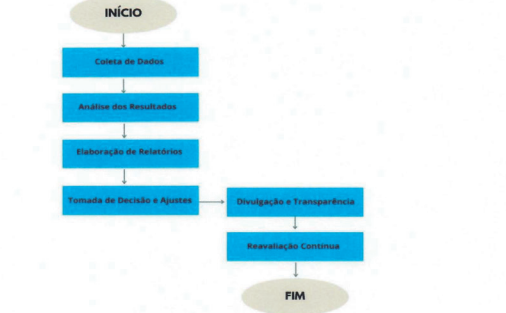 INÍCIO
Coleta de Dados
Análise dos Resultados
Elaboração de Relatórios
Tomada de Decisão e Ajustes
Divulgação e Transparência
Reavaliação Contínua
FIM